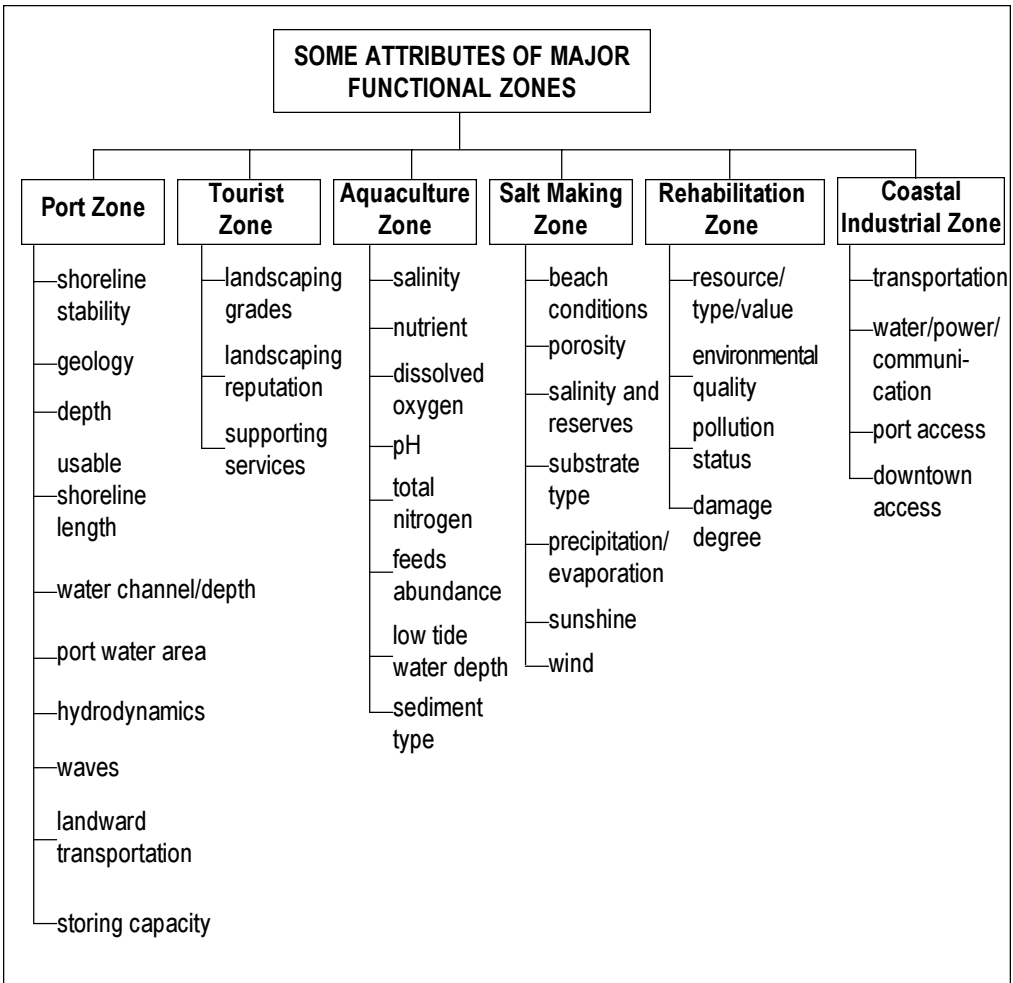 SOME ATTRIBUTES OF MAJOR
FUNCTIONAL ZONES
Port Zone
shoreline
stability
geology
depth
usable
shoreline
length
water channel/depth
port water area
hydrodynamics
waves
landward
transportation
storing capacity
Tourist
Zone
landscaping
grades
landscaping
reputation
supporting
services
Aquaculture
Zone
salinity
nutrient
dissolved
oxygen
pH
total
nitrogen
feeds
abundance
low tide
water depth
sediment
type
Salt Making
Zone
beach
conditions
porosity
salinity and
reserves
substrate
type
precipitation/
evaporation
sunshine
wind
Rehabilitation
Zone
resource/
type/value
environmental
quality
pollution
status
damage
degree
Coastal
Industrial Zone
transportation
water/power/
communi-
cation
port access
downtown
access